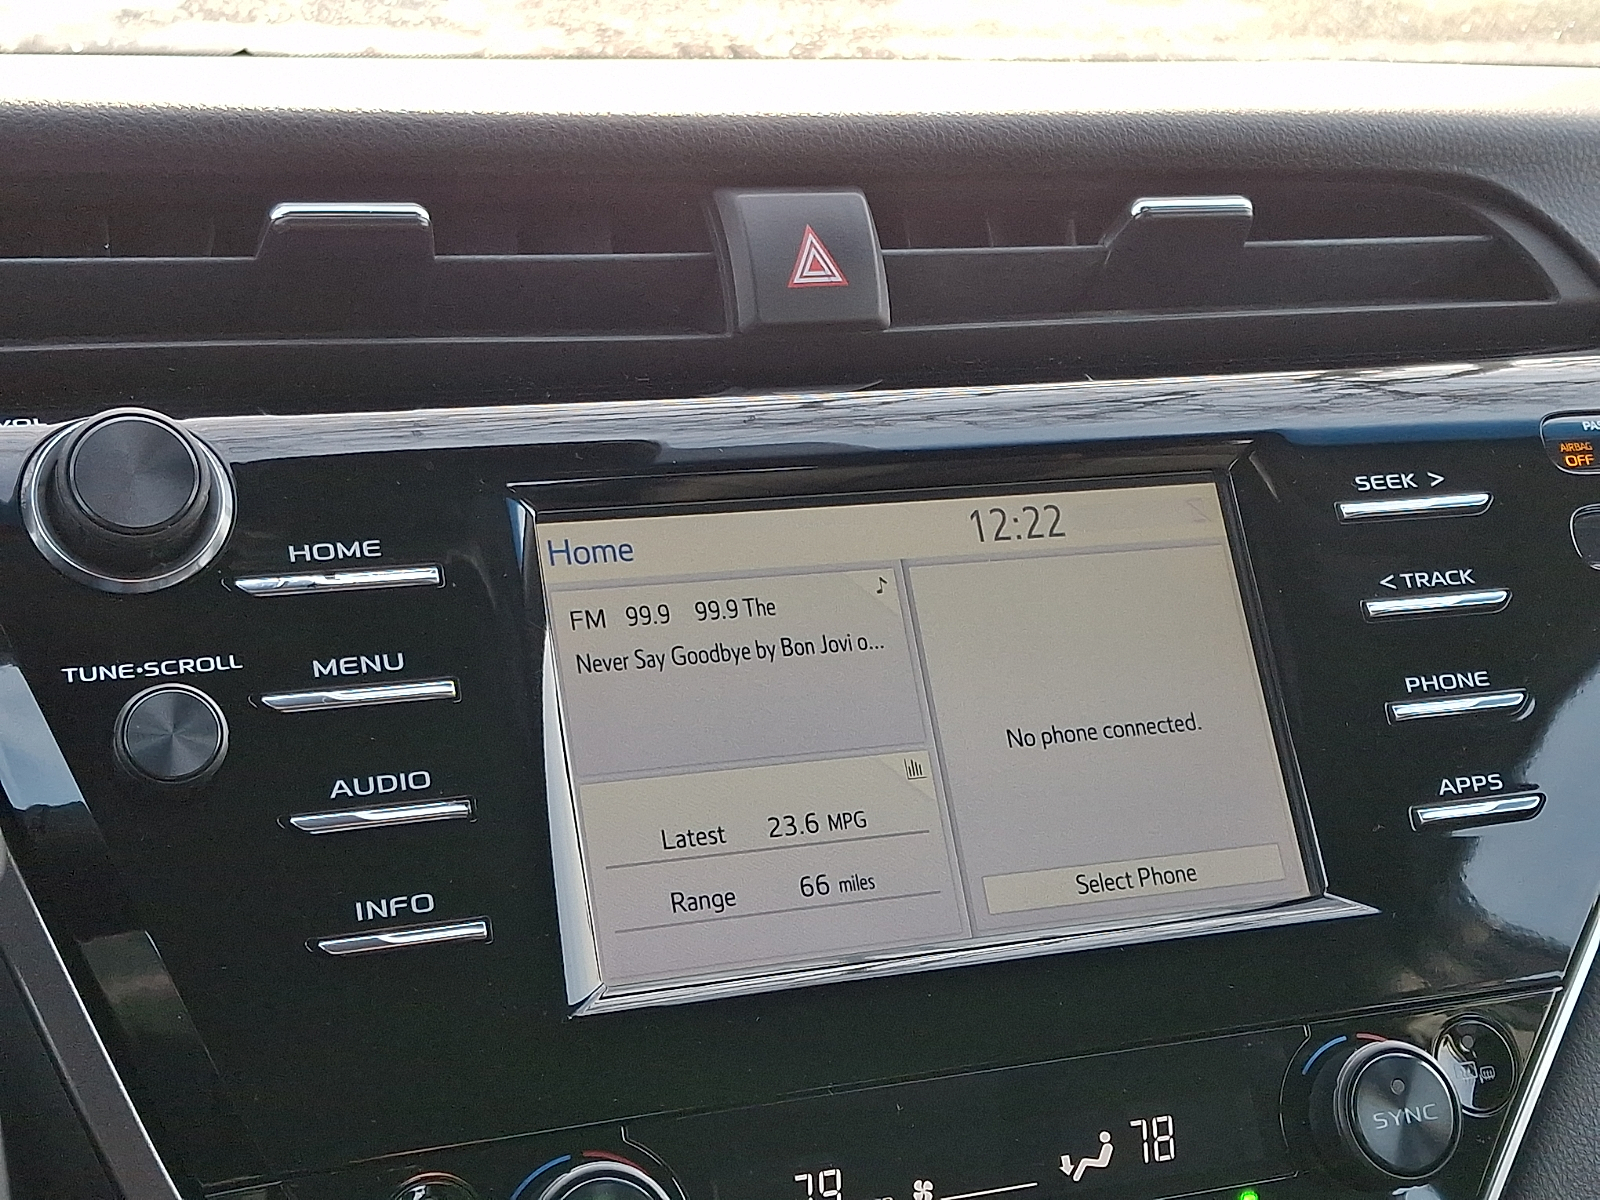 VOL
HOME
TUNE•SCROLL
MENU
AUDIO
INFO
Home
12:22
FM 99.9 99.9 The
Never Say Goodbye by Bon Jovi o...
Latest 23.6 MPG
Range 66 miles
No phone connected.
Select Phone
SEEK >
< TRACK
PHONE
APPS
AIRBAG
OFF
SYNC
78